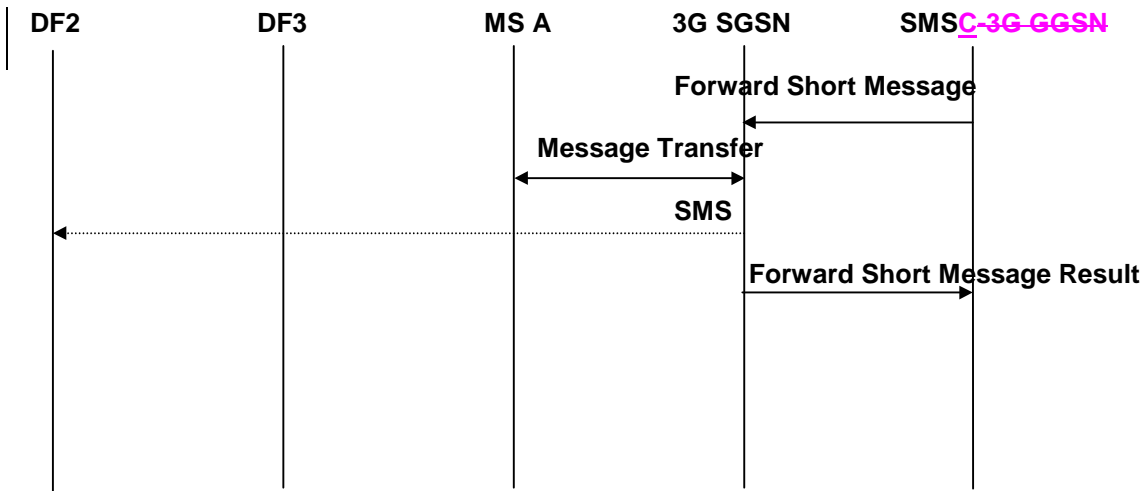 DF2 DF3 MS A 3G SGSN SMSC-3G GGSN
Forward Short Message
Message Transfer
SMS
Forward Short Message Result